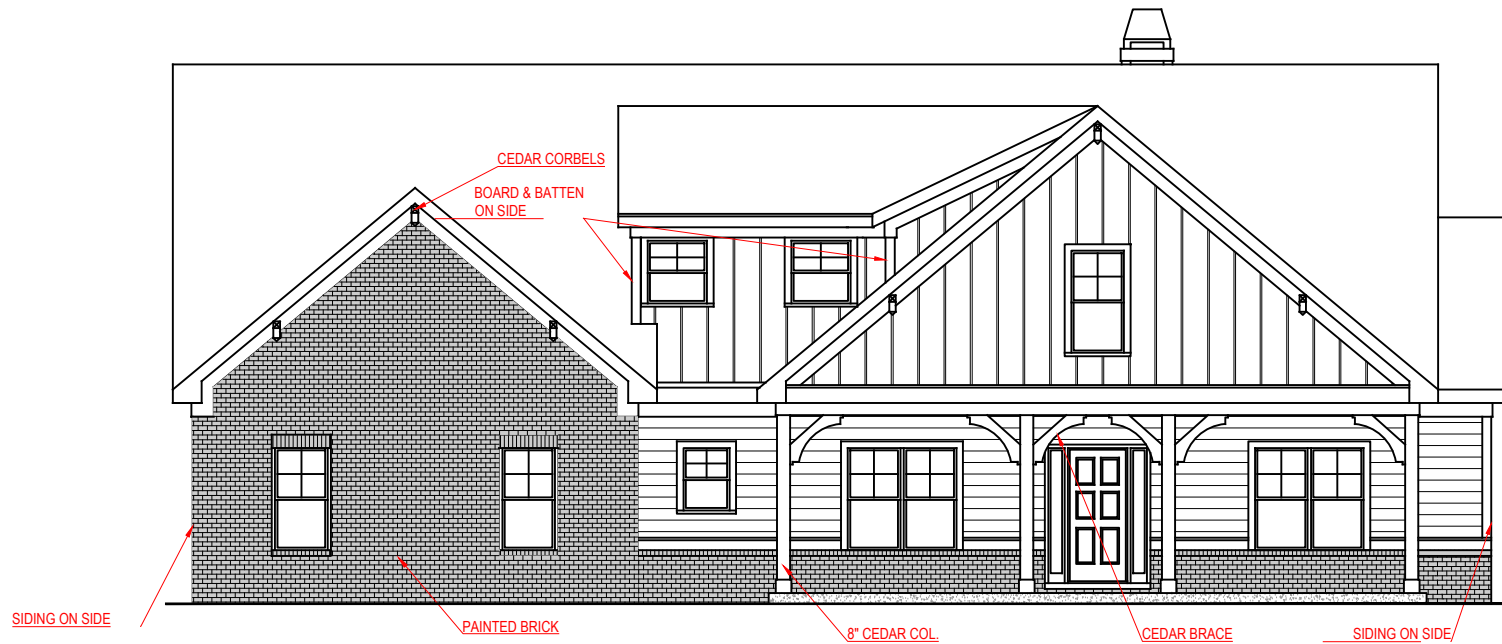 CEDAR CORBELS
BOARD & BATTEN
ON SIDE
SIDING ON SIDE
PAINTED BRICK
8" CEDAR COL.
CEDAR BRACE
SIDING ON SIDE